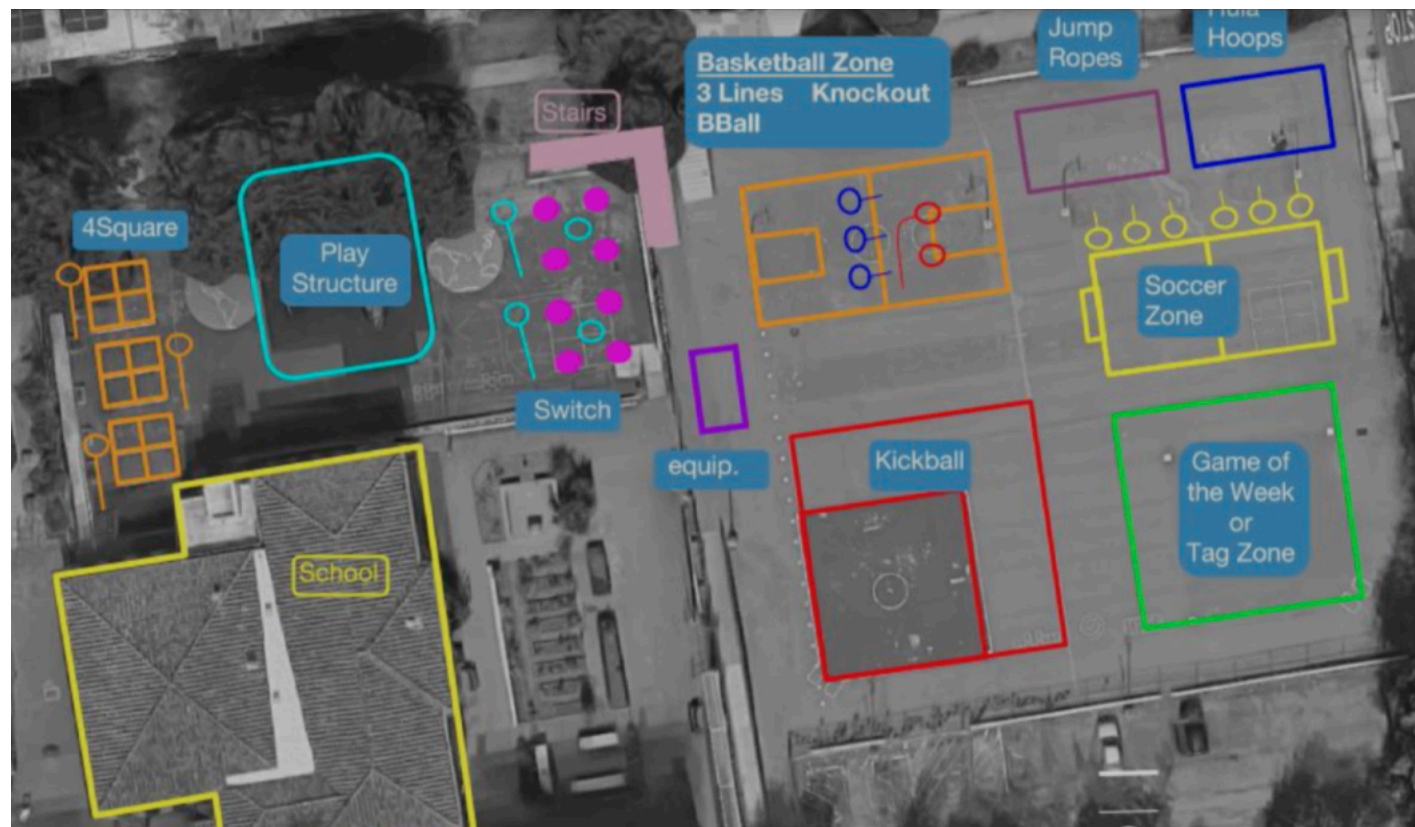 Jump
Ropes
Hula
Hoops
Basketball Zone
3 Lines Knockout
BBall
Stairs
4Square
Play
Structure
Soccer
Zone
Switch
equip.
Kickball
Game of
the Week
or
Tag Zone
School